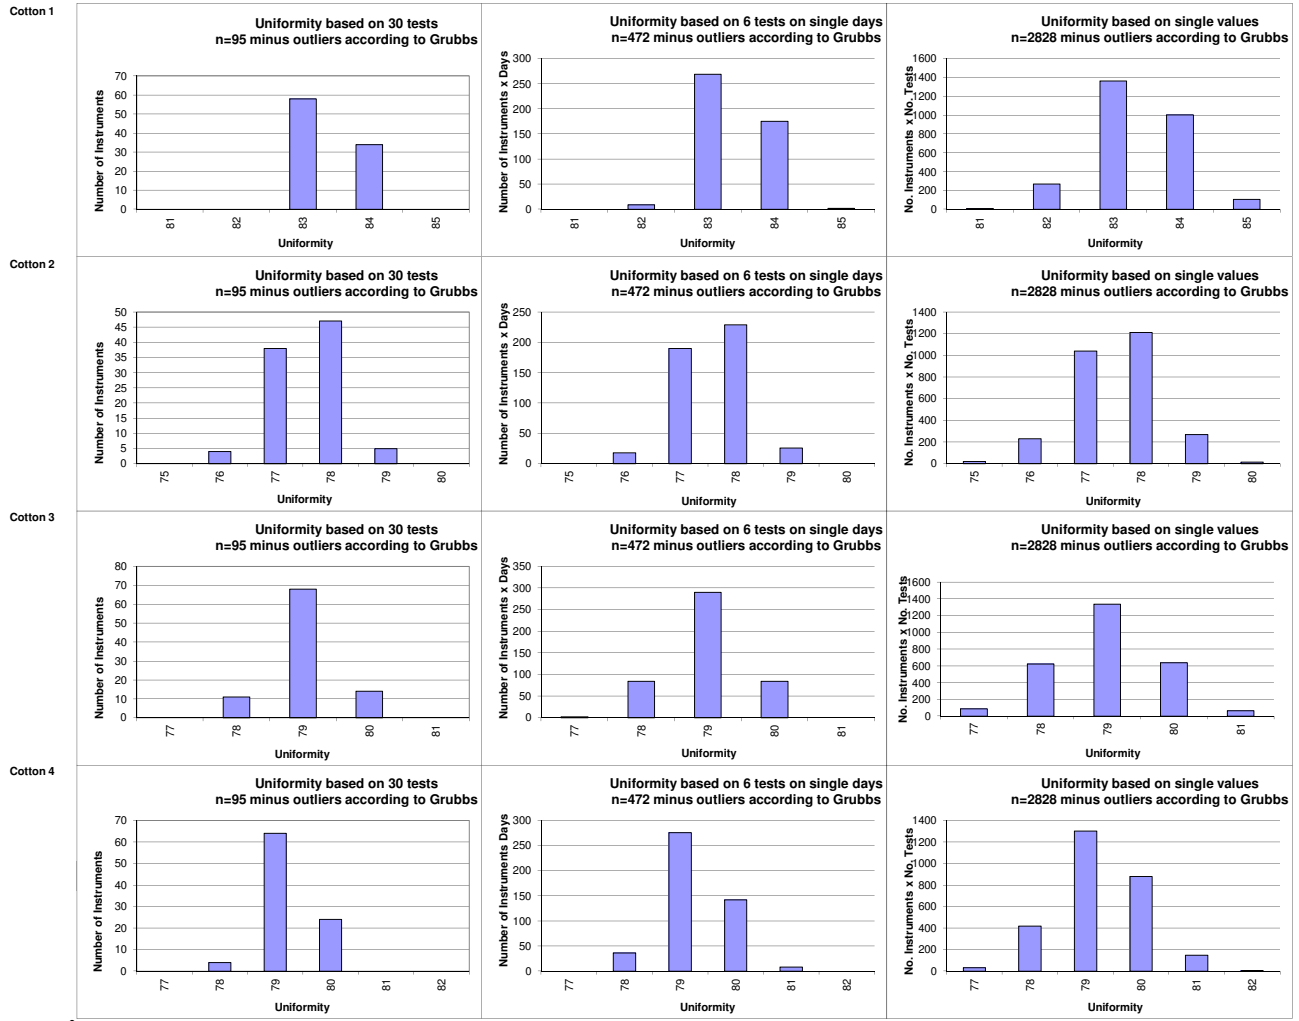 Cotton 1
Uniformity based on 30 tests
n=95 minus outliers according to Grubbs
Number of Instruments
70
60
50
40
30
20
10
0
81 82 83 84 85
Uniformity
Uniformity based on 6 tests on single days
n=472 minus outliers according to Grubbs
Number of Instruments x Days
300
250
200
150
100
50
0
81 82 83 84 85
Uniformity
Uniformity based on single values
n=2828 minus outliers according to Grubbs
No. Instruments x No. Tests
1600
1400
1200
1000
800
600
400
200
0
81 82 83 84 85
Uniformity
Cotton 2
Uniformity based on 30 tests
n=95 minus outliers according to Grubbs
Number of Instruments
50
45
40
35
30
25
20
15
10
5
0
75 76 77 78 79 80
Uniformity
Uniformity based on 6 tests on single days
n=472 minus outliers according to Grubbs
Number of Instruments x Days
250
200
150
100
50
0
75 76 77 78 79 80
Uniformity
Uniformity based on single values
n=2828 minus outliers according to Grubbs
No. Instruments x No. Tests
1400
1200
1000
800
600
400
200
0
75 76 77 78 79 80
Uniformity
Cotton 3
Uniformity based on 30 tests
n=95 minus outliers according to Grubbs
Number of Instruments
80
70
60
50
40
30
20
10
0
77 78 79 80 81
Uniformity
Uniformity based on 6 tests on single days
n=472 minus outliers according to Grubbs
Number of Instruments x Days
350
300
250
200
150
100
50
0
77 78 79 80 81
Uniformity
Uniformity based on single values
n=2828 minus outliers according to Grubbs
No. Instruments x No. Tests
1600
1400
1200
1000
800
600
400
200
0
77 78 79 80 81
Uniformity
Cotton 4
Uniformity based on 30 tests
n=95 minus outliers according to Grubbs
Number of Instruments
70
60
50
40
30
20
10
0
77 78 79 80 81 82
Uniformity
Uniformity based on 6 tests on single days
n=472 minus outliers according to Grubbs
Number of Instruments Days
300
250
200
150
100
50
0
77 78 79 80 81 82
Uniformity
Uniformity based on single values
n=2828 minus outliers according to Grubbs
No. Instruments x No. Tests
1400
1200
1000
800
600
400
200
0
77 78 79 80 81 82
Uniformity